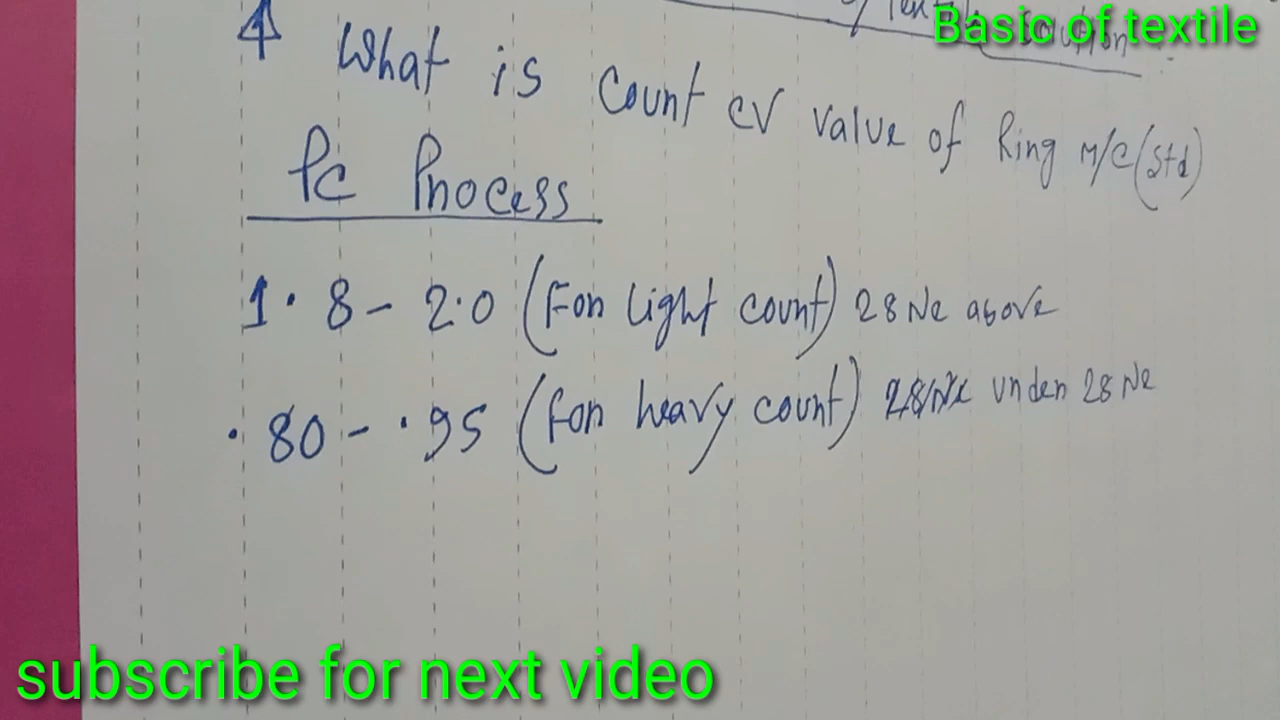 Basic of textile
4 What is count cv value of Ring M/C (Std)
Pc Process
1.8 - 2.0 (For light count) 28 Ne above
.80 - .95 (for heavy count) under 28 Ne
subscribe for next video